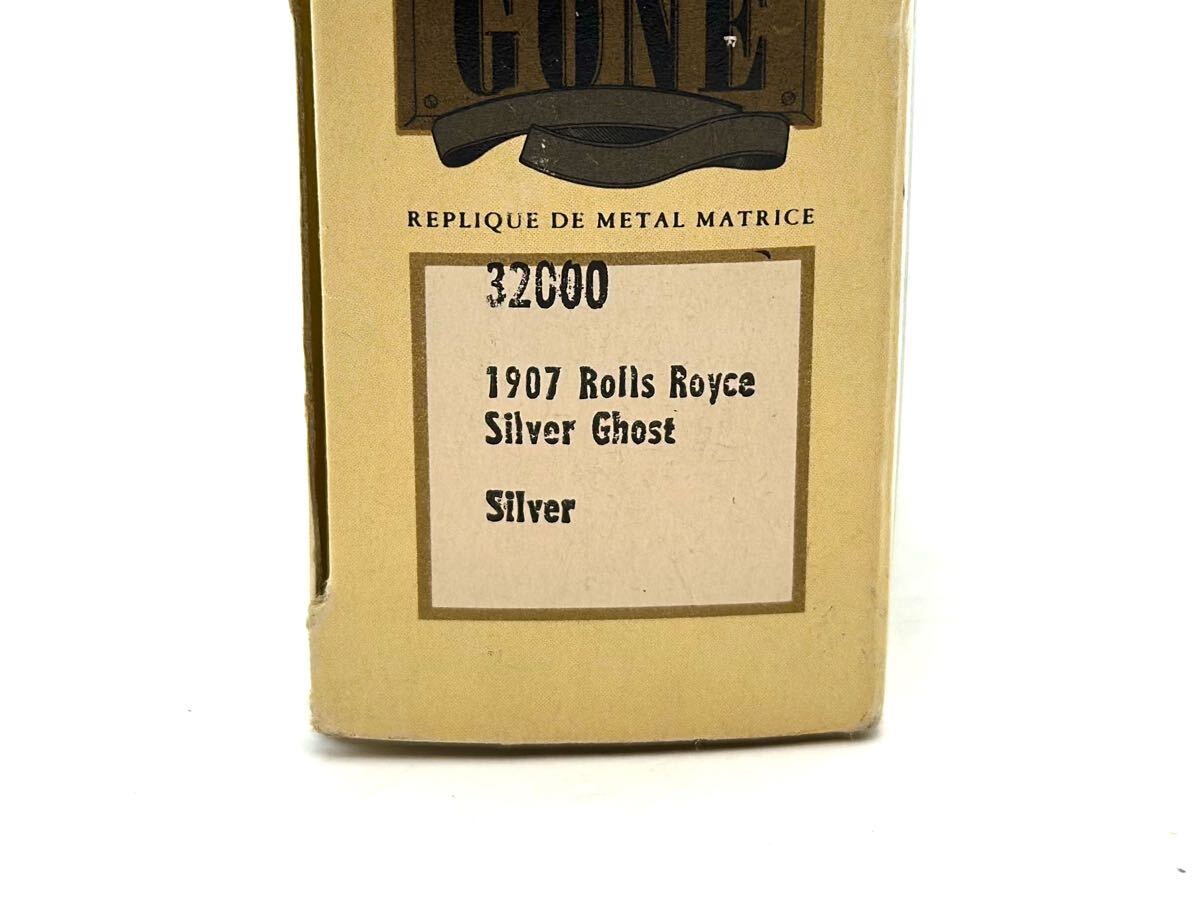 GONE
REPLIQUE DE METAL MATRICE
32000
1907 Rolls Royce
Silver Ghost
Silver